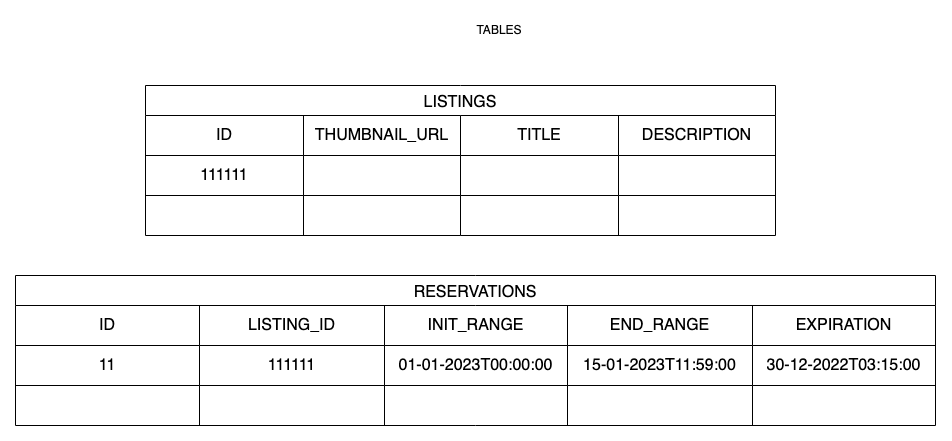 TABLES
LISTINGS
ID THUMBNAIL_URL TITLE DESCRIPTION
111111
RESERVATIONS
ID LISTING_ID INIT_RANGE END_RANGE EXPIRATION
11 111111 01-01-2023T00:00:00 15-01-2023T11:59:00 30-12-2022T03:15:00